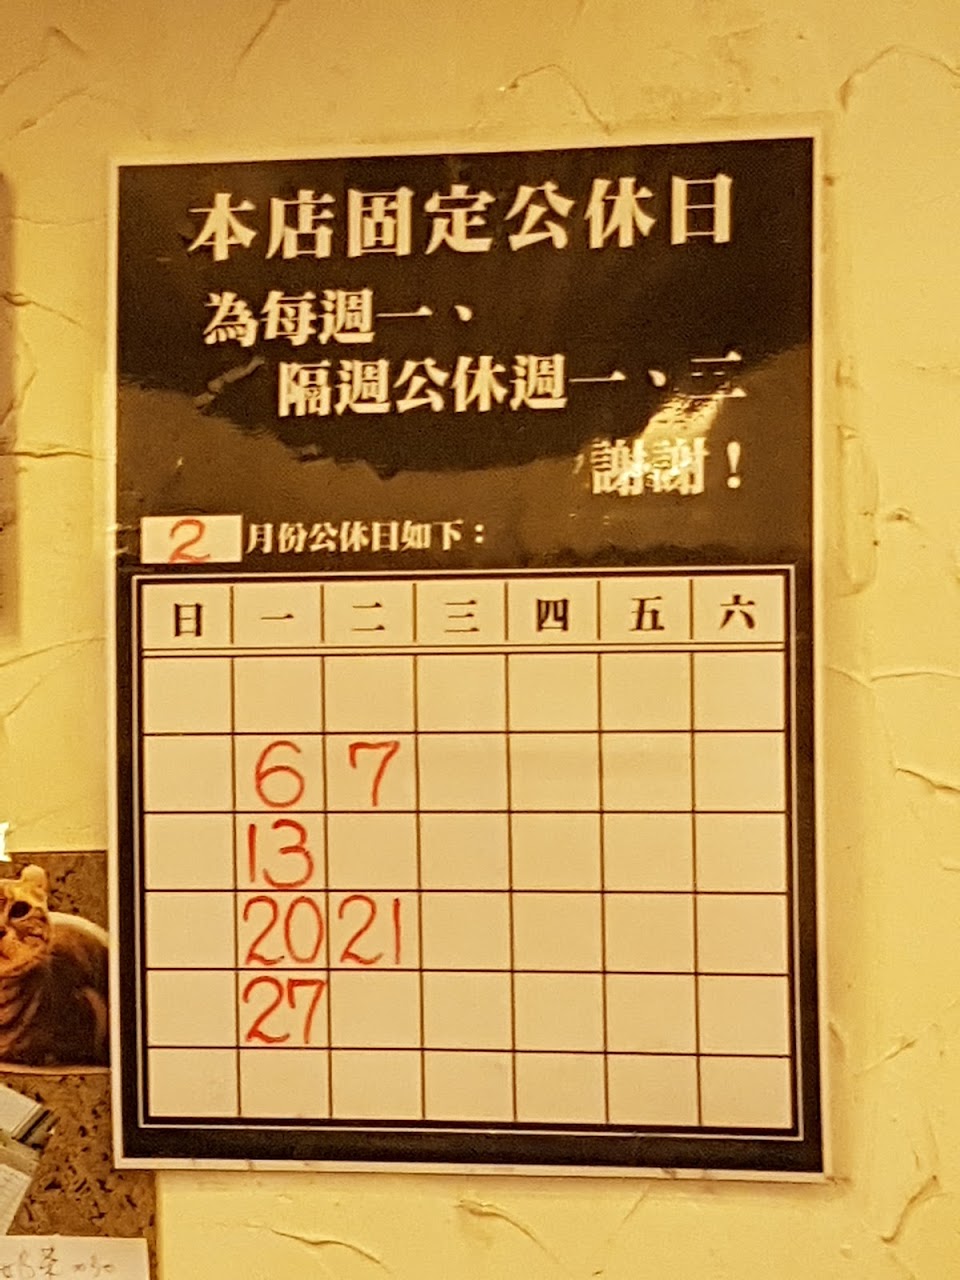 本店固定公休日
為每週一、
隔週公休週一、二
謝謝！
2月份公休日如下：
日 一 二 三 四 五 六
6 7
13
20 21
27